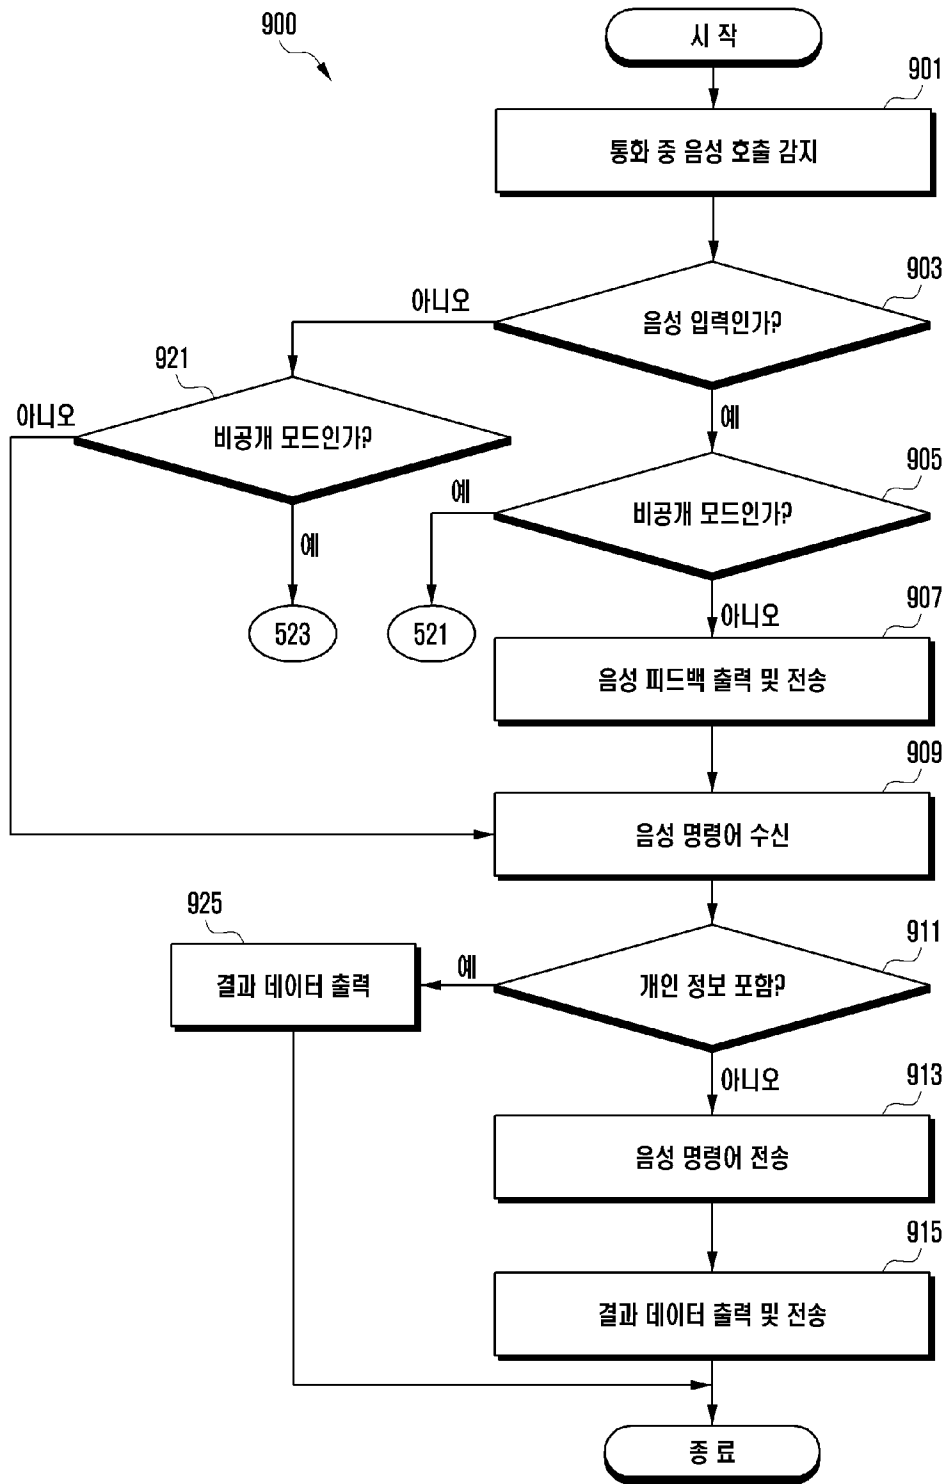 900
시 작
901
통화 중 음성 호출 감지
903
아니오
음성 입력인가?
921
아니오
비공개 모드인가?
예
905
예
비공개 모드인가?
예
523
521
아니오
907
음성 피드백 출력 및 전송
909
음성 명령어 수신
925
911
결과 데이터 출력
예
개인 정보 포함?
아니오
913
음성 명령어 전송
915
결과 데이터 출력 및 전송
종 료